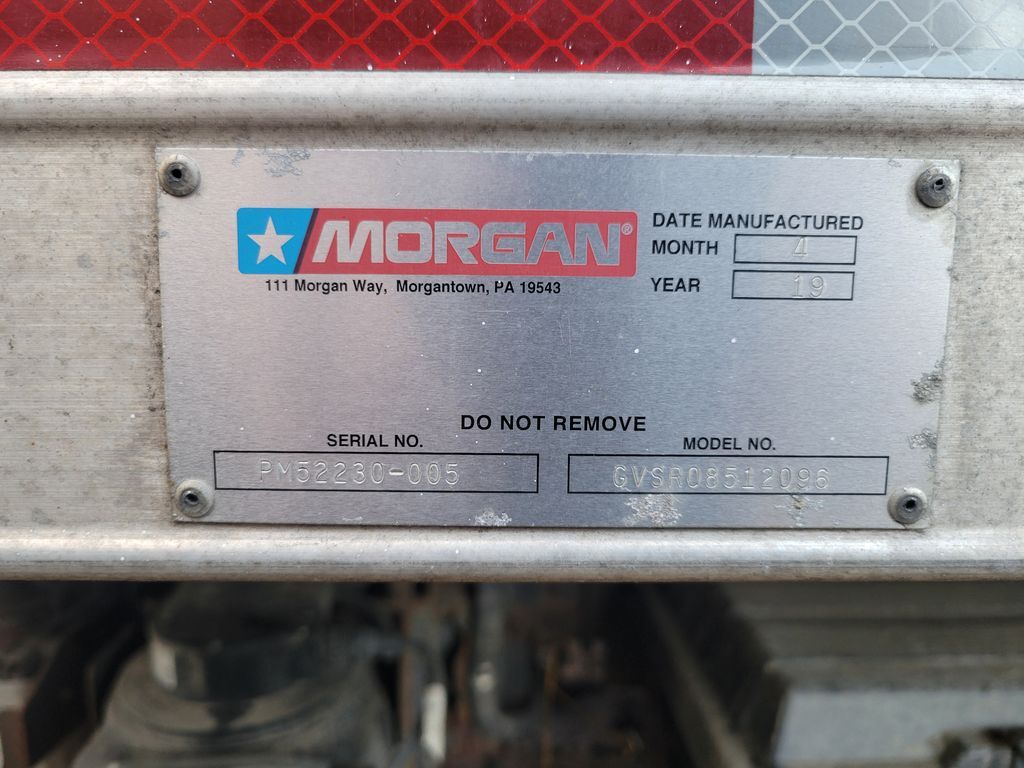 MORGAN®
111 Morgan Way, Morgantown, PA 19543
DATE MANUFACTURED
MONTH 4
YEAR 19
DO NOT REMOVE
SERIAL NO.
PM52230-005
MODEL NO.
GVSR08512096